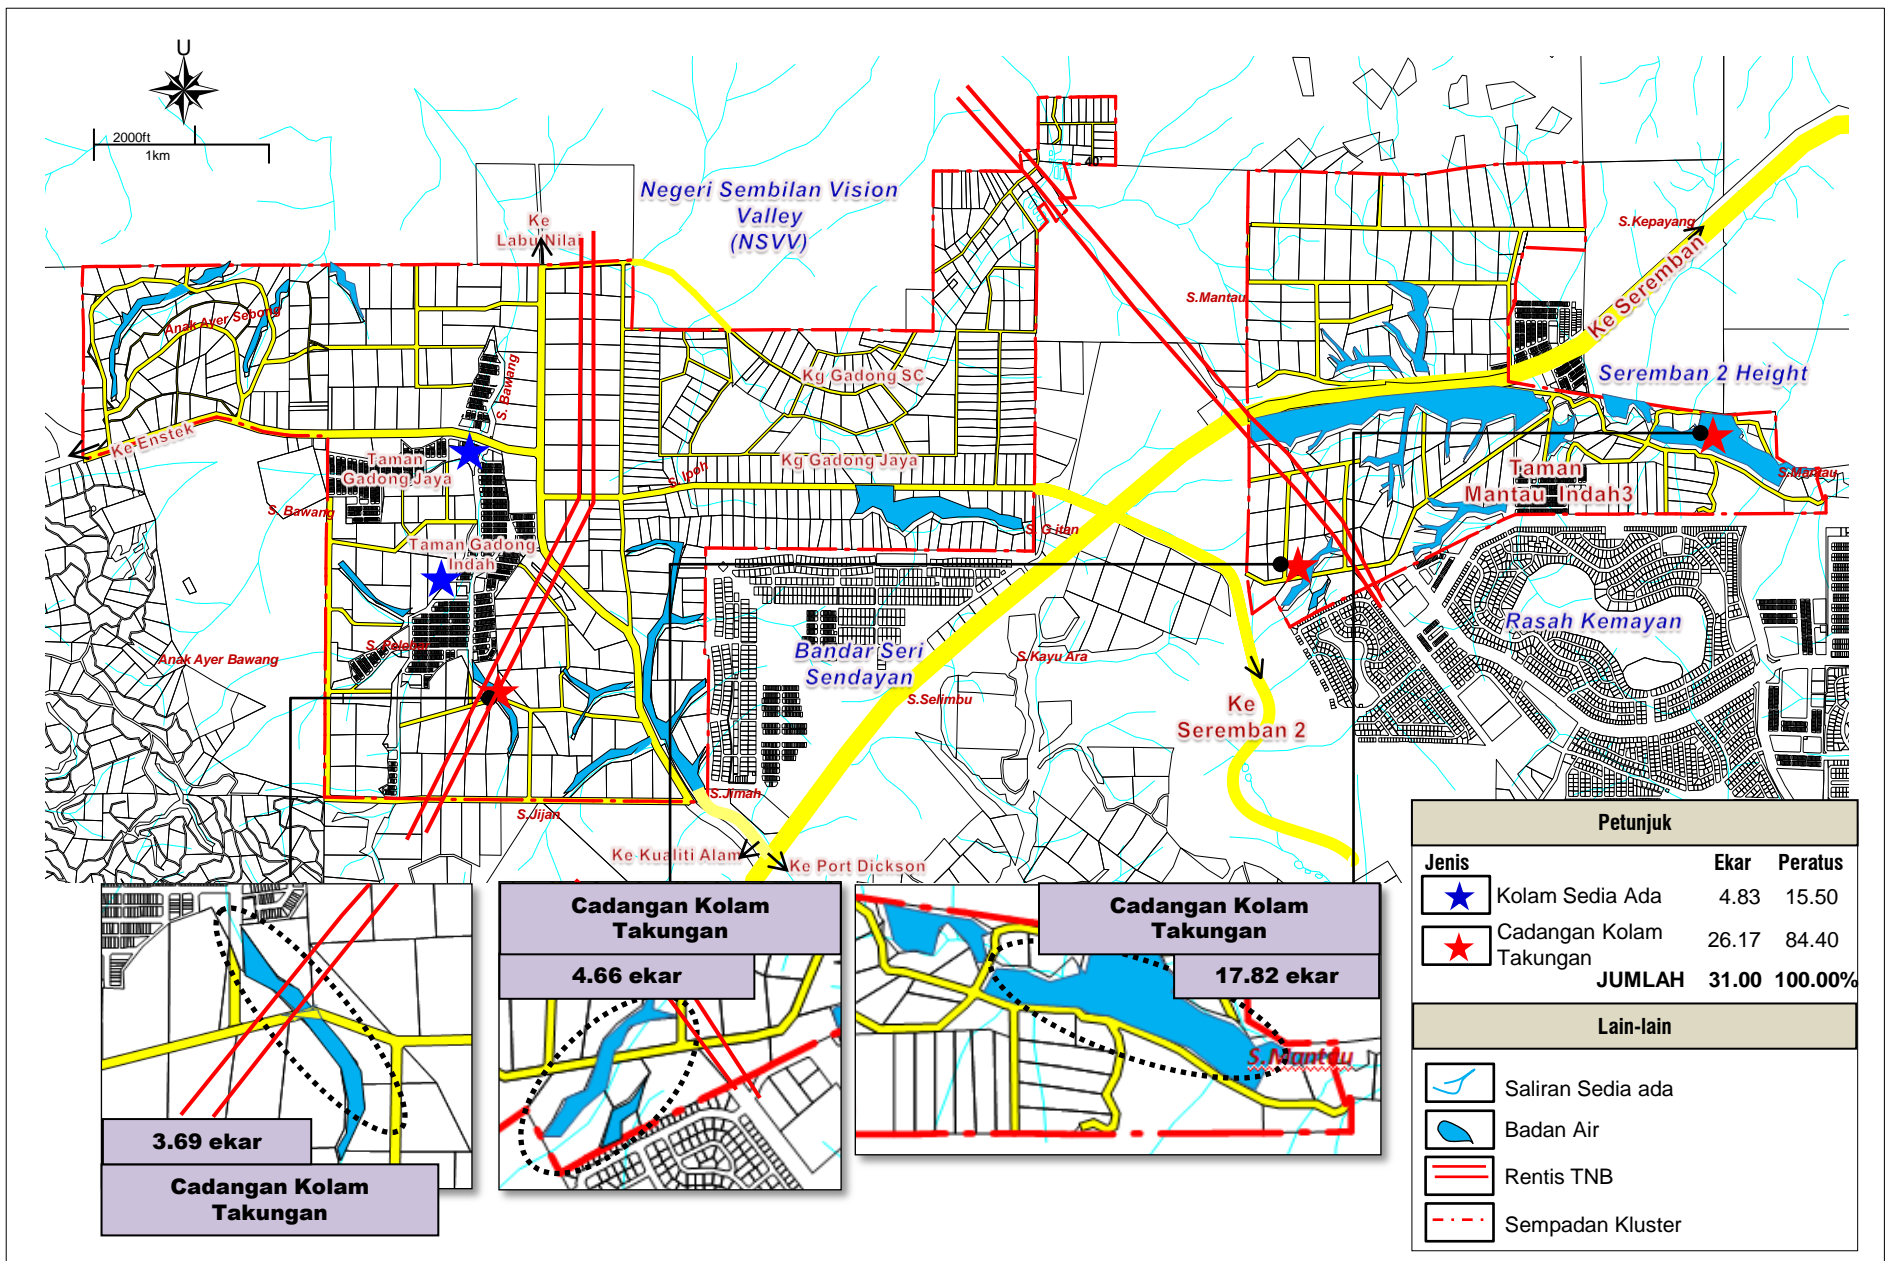 U
2000ft
1km
Negeri Sembilan Vision
Valley
(NSVV)
Ke
Labu Nilai
40'
S.Kepayang
Ke Seremban
S.Mantau
Anak Ayer Sebong
S. Bawang
Kg Gadong SC
Seremban 2 Height
Ke Enstek
Taman
Gadong Jaya
S. Ipoh
Kg Gadong Jaya
Taman
Mantau Indah3
S.Mantau
S. Bawang
S. G itan
Taman Gadong
Indah
Rasah Kemayan
Anak Ayer Bawang
Bandar Seri
Sendayan
S.Kayu Ara
S.Selimbu
Ke
Seremban 2
S.Jimah
S.Jijan
Ke Kualiti Alam
Ke Port Dickson
3.69 ekar
Cadangan Kolam
Takungan
Cadangan Kolam
Takungan
4.66 ekar
Cadangan Kolam
Takungan
17.82 ekar
S.Mantau
Petunjuk
Jenis Ekar Peratus
Kolam Sedia Ada 4.83 15.50
Cadangan Kolam
Takungan 26.17 84.40
JUMLAH 31.00 100.00%
Lain-lain
Saliran Sedia ada
Badan Air
Rentis TNB
Sempadan Kluster